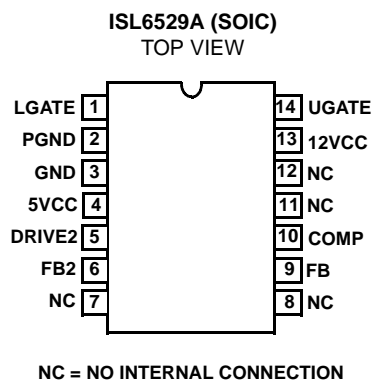 ISL6529A (SOIC)
TOP VIEW
LGATE 1 14 UGATE
PGND 2 13 12VCC
GND 3 12 NC
5VCC 4 11 NC
DRIVE2 5 10 COMP
FB2 6 9 FB
NC 7 8 NC
NC = NO INTERNAL CONNECTION